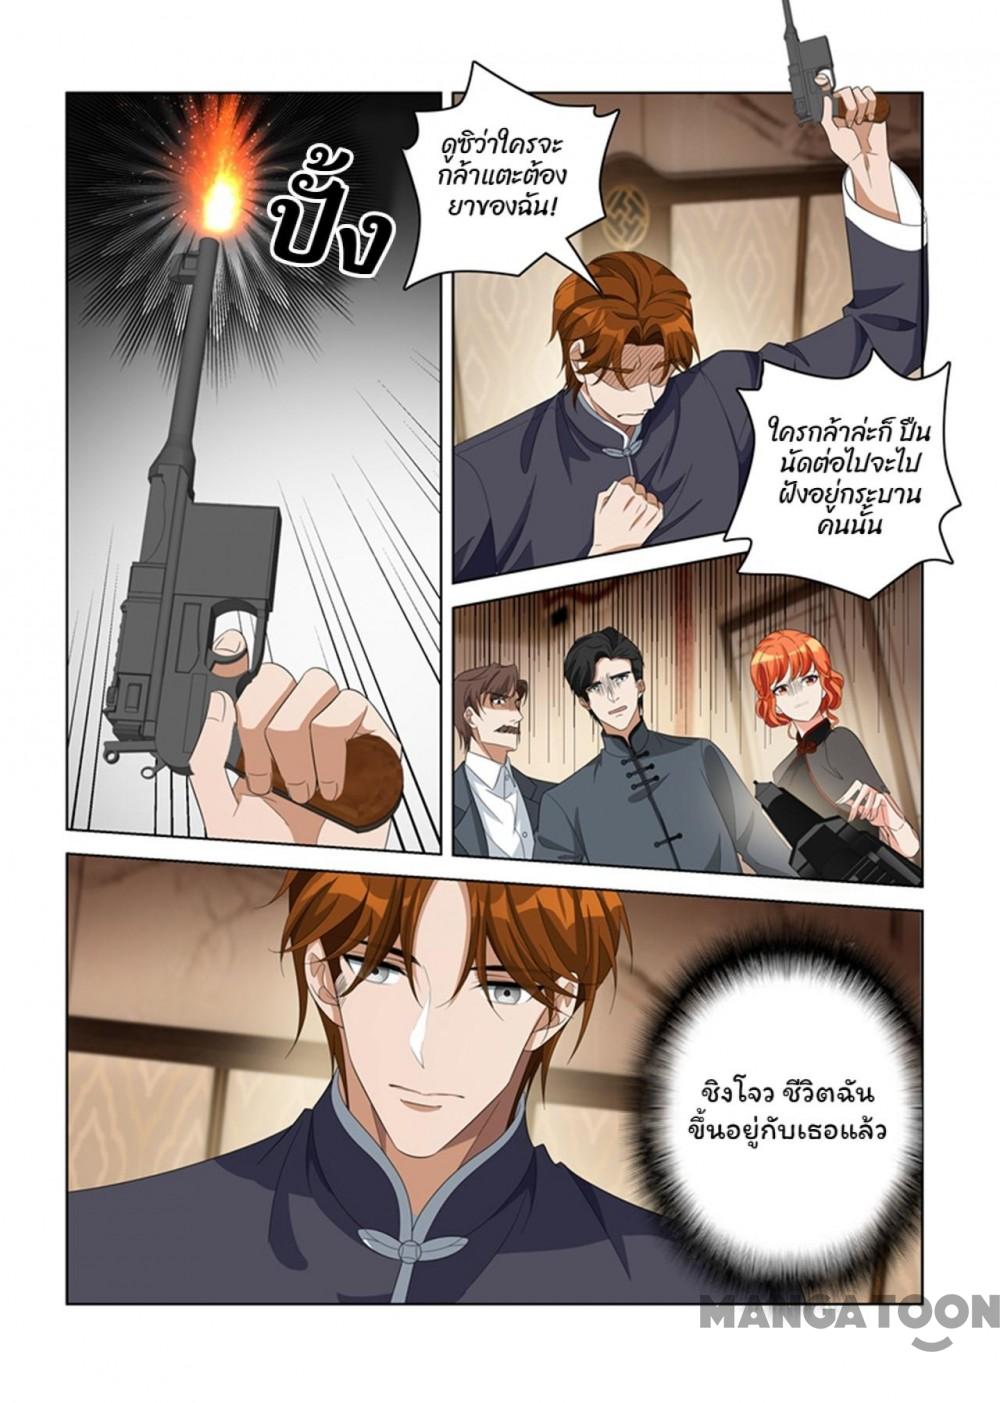 ปั้ง
ดูซิว่าใครจะ
กล้าแตะต้อง
ยาของฉัน!
ใครกล้าล่ะก็ ปืน
นัดต่อไปจะไป
ฝังอยู่กระบาน
คนนั้น
ชิงโจว ชีวิตฉัน
ขึ้นอยู่กับเธอแล้ว
MANGATOON